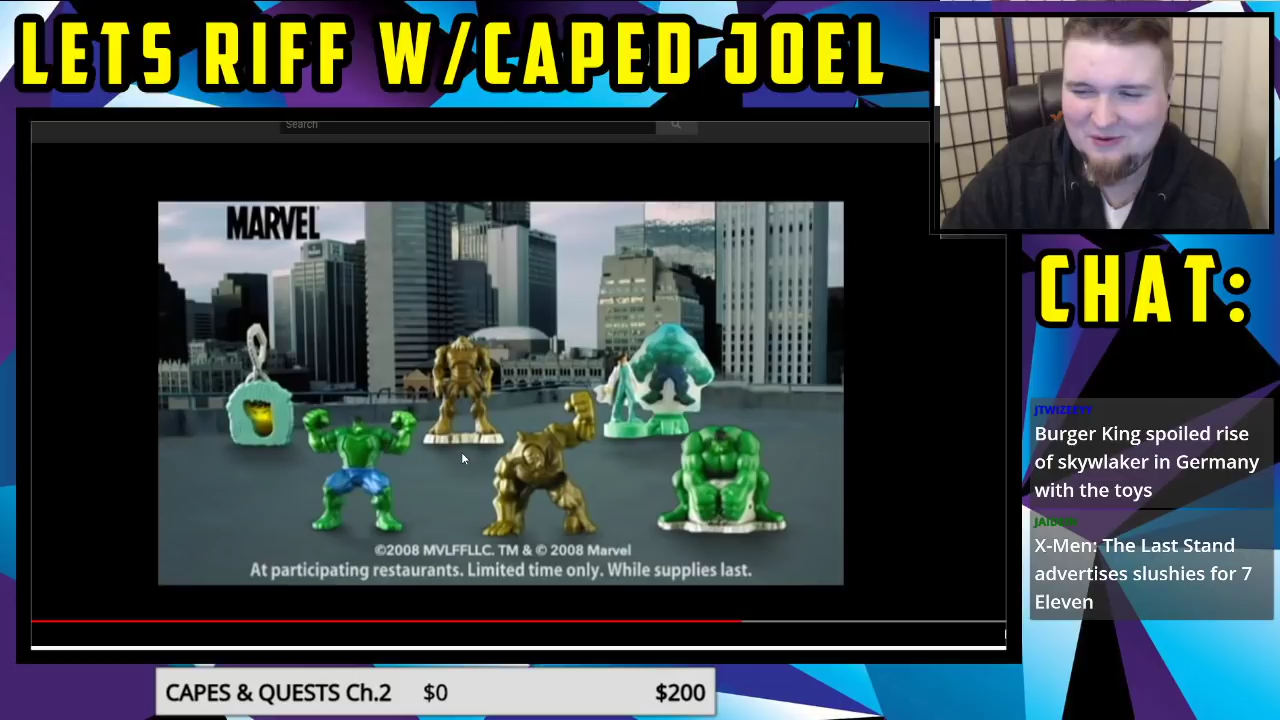 LETS RIFF W/CAPED JOEL
Search
MARVEL
©2008 MVLFFLLC. TM & © 2008 Marvel
At participating restaurants. Limited time only. While supplies last.
CHAT:
Burger King spoiled rise
of skywlaker in Germany
with the toys
X-Men: The Last Stand
advertises slushies for 7
Eleven
CAPES & QUESTS Ch.2 $0 $200